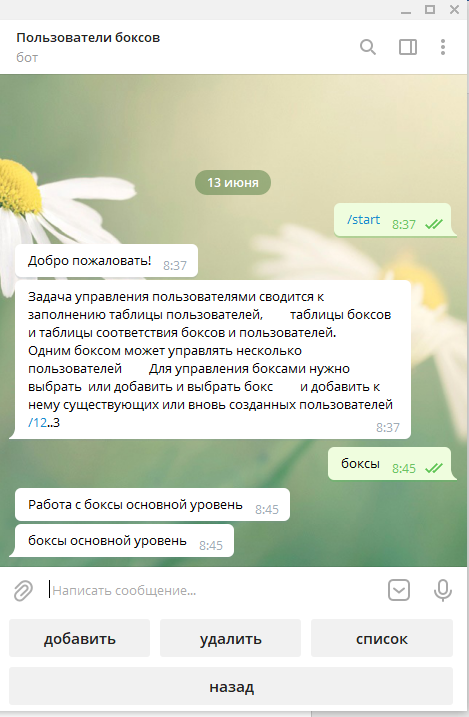 Пользователи боксов
бот
13 июня
/start 8:37
Добро пожаловать! 8:37
Задача управления пользователями сводится к
заполнению таблицы пользователей, таблицы боксов
и таблицы соответствия боксов и пользователей.
Одним боксом может управлять несколько
пользователей Для управления боксами нужно
выбрать или добавить и выбрать бокс и добавить к
нему существующих или вновь созданных пользователей
/12..3
8:37
боксы 8:45
Работа с боксы основной уровень 8:45
боксы основной уровень 8:45
Написать сообщение...
добавить удалить список
назад